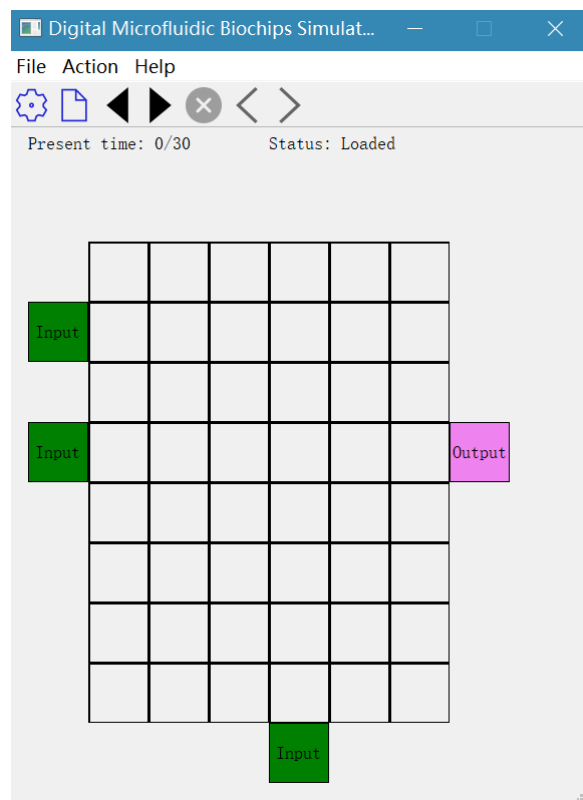 Digital Microfluidic Biochips Simulat...
File Action Help
Present time: 0/30 Status: Loaded
Input
Input Output
Input